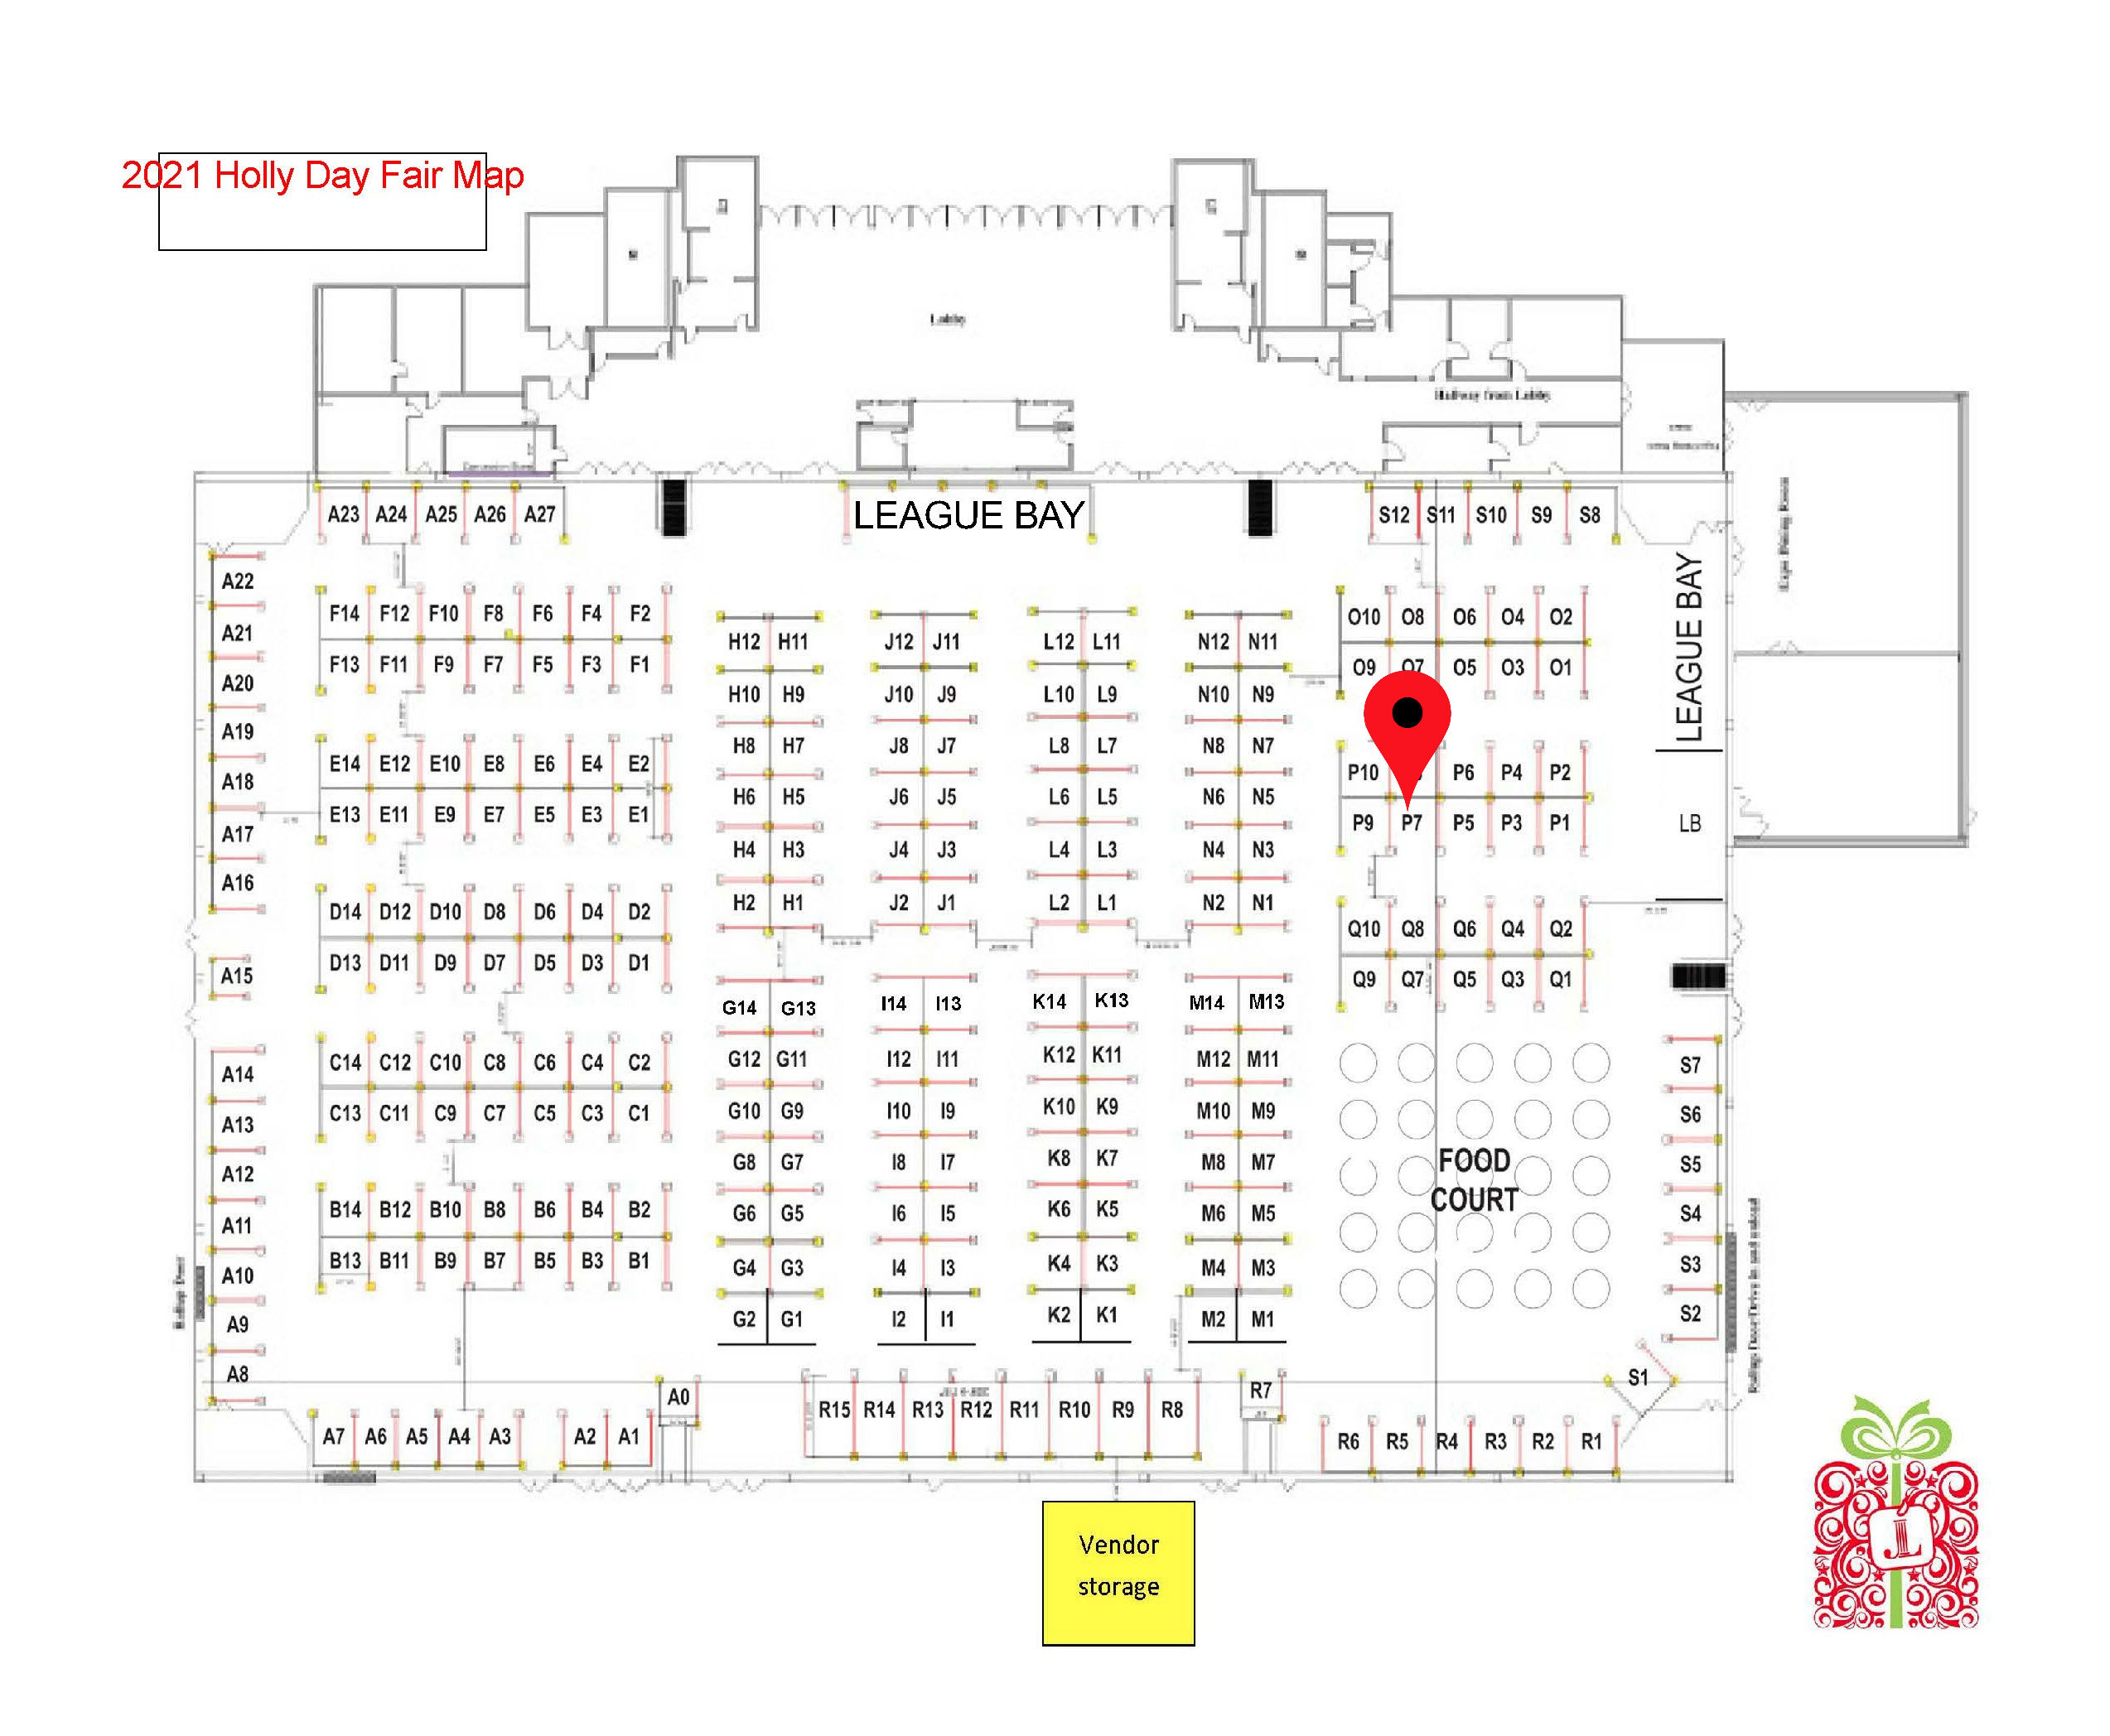 2021 Holly Day Fair Map
Lobby
Hallway from Lobby
LEAGUE BAY
A23 A24 A25 A26 A27
S12 S11 S10 S9 S8
LEAGUE BAY
A22
A21
A20
A19
A18
A17
A16
A15
A14
A13
A12
A11
A10
A9
A8
F14 F12 F10 F8 F6 F4 F2
F13 F11 F9 F7 F5 F3 F1
E14 E12 E10 E8 E6 E4 E2
E13 E11 E9 E7 E5 E3 E1
D14 D12 D10 D8 D6 D4 D2
D13 D11 D9 D7 D5 D3 D1
C14 C12 C10 C8 C6 C4 C2
C13 C11 C9 C7 C5 C3 C1
B14 B12 B10 B8 B6 B4 B2
B13 B11 B9 B7 B5 B3 B1
H12 H11
H10 H9
H8 H7
H6 H5
H4 H3
H2 H1
G14 G13
G12 G11
G10 G9
G8 G7
G6 G5
G4 G3
G2 G1
J12 J11
J10 J9
J8 J7
J6 J5
J4 J3
J2 J1
I14 I13
I12 I11
I10 I9
I8 I7
I6 I5
I4 I3
I2 I1
L12 L11
L10 L9
L8 L7
L6 L5
L4 L3
L2 L1
K14 K13
K12 K11
K10 K9
K8 K7
K6 K5
K4 K3
K2 K1
N12 N11
N10 N9
N8 N7
N6 N5
N4 N3
N2 N1
M14 M13
M12 M11
M10 M9
M8 M7
M6 M5
M4 M3
M2 M1
O10 O8 O6 O4 O2
O9 O7 O5 O3 O1
P10 P6 P4 P2
P9 P7 P5 P3 P1
LB
Q10 Q8 Q6 Q4 Q2
Q9 Q7 Q5 Q3 Q1
FOOD
COURT
S7
S6
S5
S4
S3
S2
S1
A7 A6 A5 A4 A3 A2 A1
A0
R15 R14 R13 R12 R11 R10 R9 R8
R7
R6 R5 R4 R3 R2 R1
Vendor
storage
JL